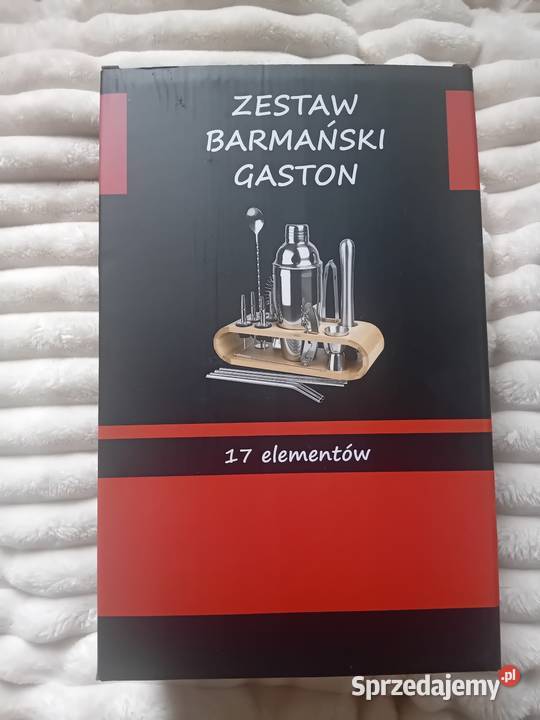 ZESTAW
BARMAŃSKI
GASTON
17 elementów
Sprzedajemy.pl